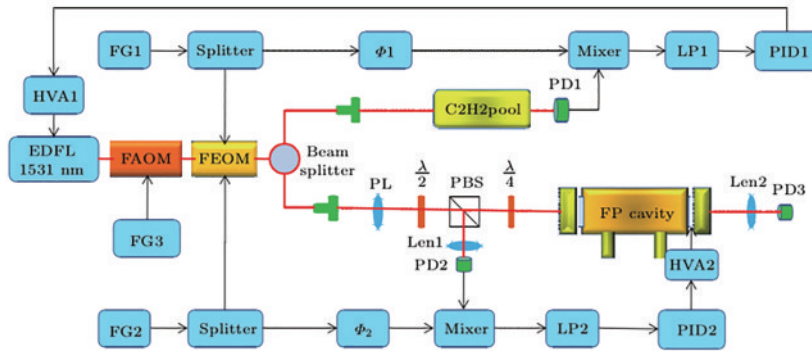 FG1
Splitter
Φ1
Mixer
LP1
PID1
HVA1
PD1
C2H2pool
EDFL
1531 nm
FAOM
FEOM
Beam
splitter
PL
λ/2
PBS
λ/4
Len2
PD3
FP cavity
FG3
Len1
PD2
HVA2
FG2
Splitter
Φ2
Mixer
LP2
PID2